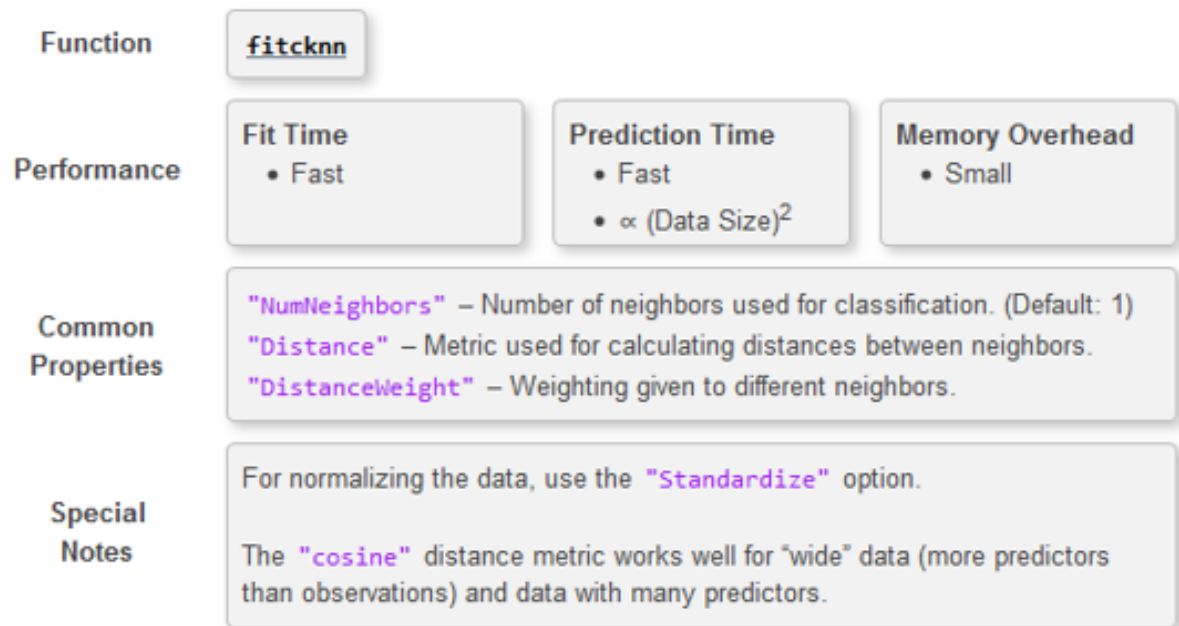 Function
fitcknn
Performance
Fit Time
• Fast
Prediction Time
• Fast
• ∝ (Data Size)²
Memory Overhead
• Small
Common
Properties
"NumNeighbors" – Number of neighbors used for classification. (Default: 1)
"Distance" – Metric used for calculating distances between neighbors.
"DistanceWeight" – Weighting given to different neighbors.
Special
Notes
For normalizing the data, use the "Standardize" option.
The "cosine" distance metric works well for “wide” data (more predictors
than observations) and data with many predictors.